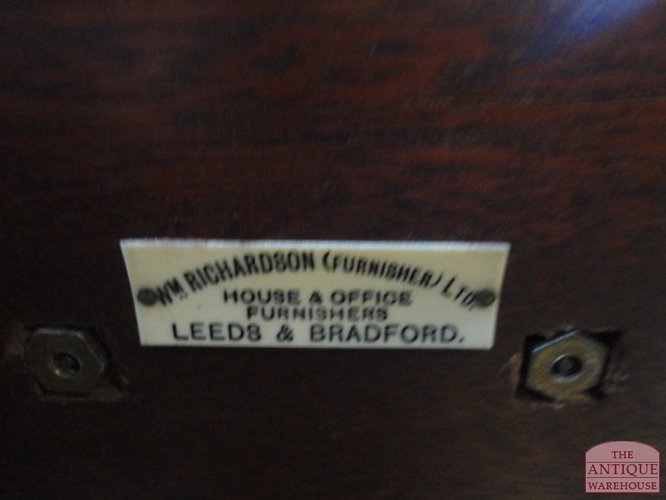 WM RICHARDSON (FURNISHER) LTD.
HOUSE & OFFICE
FURNISHERS
LEEDS & BRADFORD.
THE
ANTIQUE
WAREHOUSE